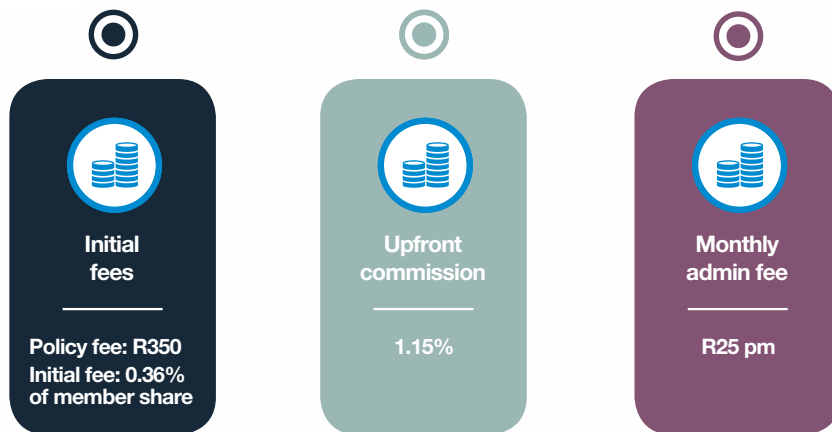 Initial
fees
Policy fee: R350
Initial fee: 0.36%
of member share
Upfront
commission
1.15%
Monthly
admin fee
R25 pm